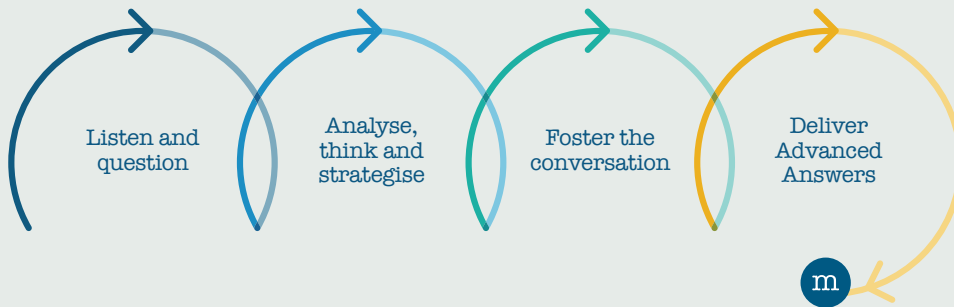 Listen and
question
Analyse,
think and
strategise
Foster the
conversation
Deliver
Advanced
Answers
m